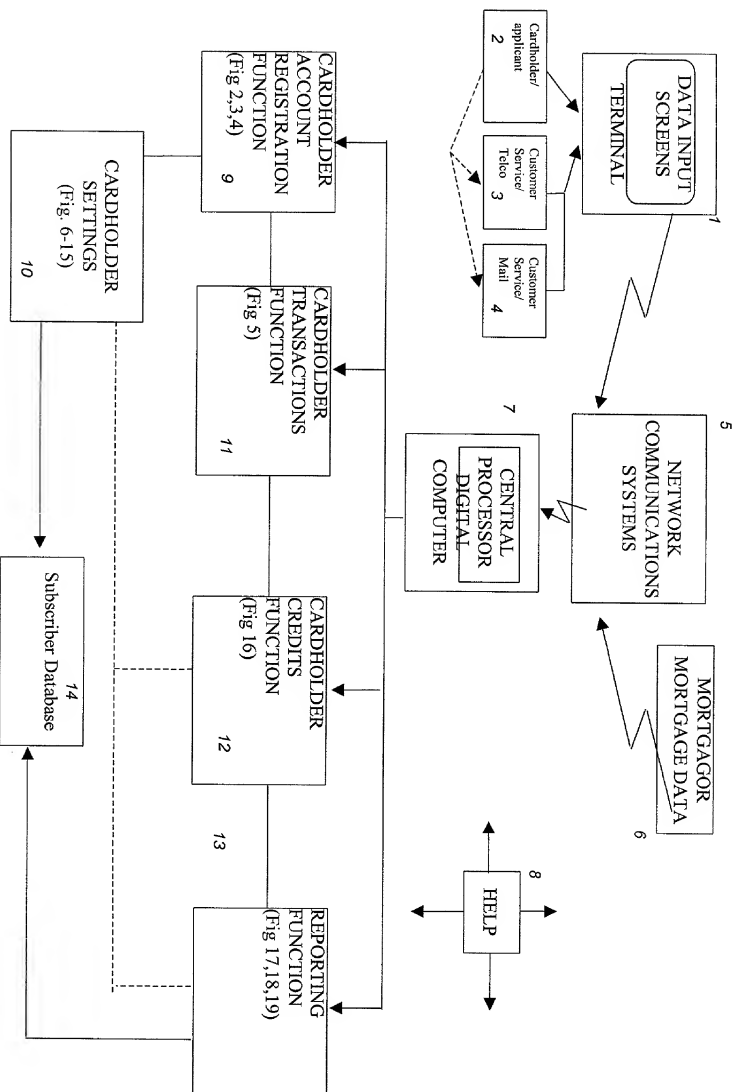 DATA INPUT
SCREENS
TERMINAL
1
Cardholder/
applicant
2
Customer
Service/
Telco
3
Customer
Service/
Mail
4
5
NETWORK
COMMUNICATIONS
SYSTEMS
MORTGAGOR
MORTGAGE DATA
6
7
CENTRAL
PROCESSOR
DIGITAL
COMPUTER
8
HELP
CARDHOLDER
ACCOUNT
REGISTRATION
FUNCTION
(Fig 2,3,4)
9
CARDHOLDER
TRANSACTIONS
FUNCTION
(Fig 5)
11
CARDHOLDER
CREDITS
FUNCTION
(Fig 16)
12
13
REPORTING
FUNCTION
(Fig 17,18,19)
CARDHOLDER
SETTINGS
(Fig. 6-15)
10
14
Subscriber Database